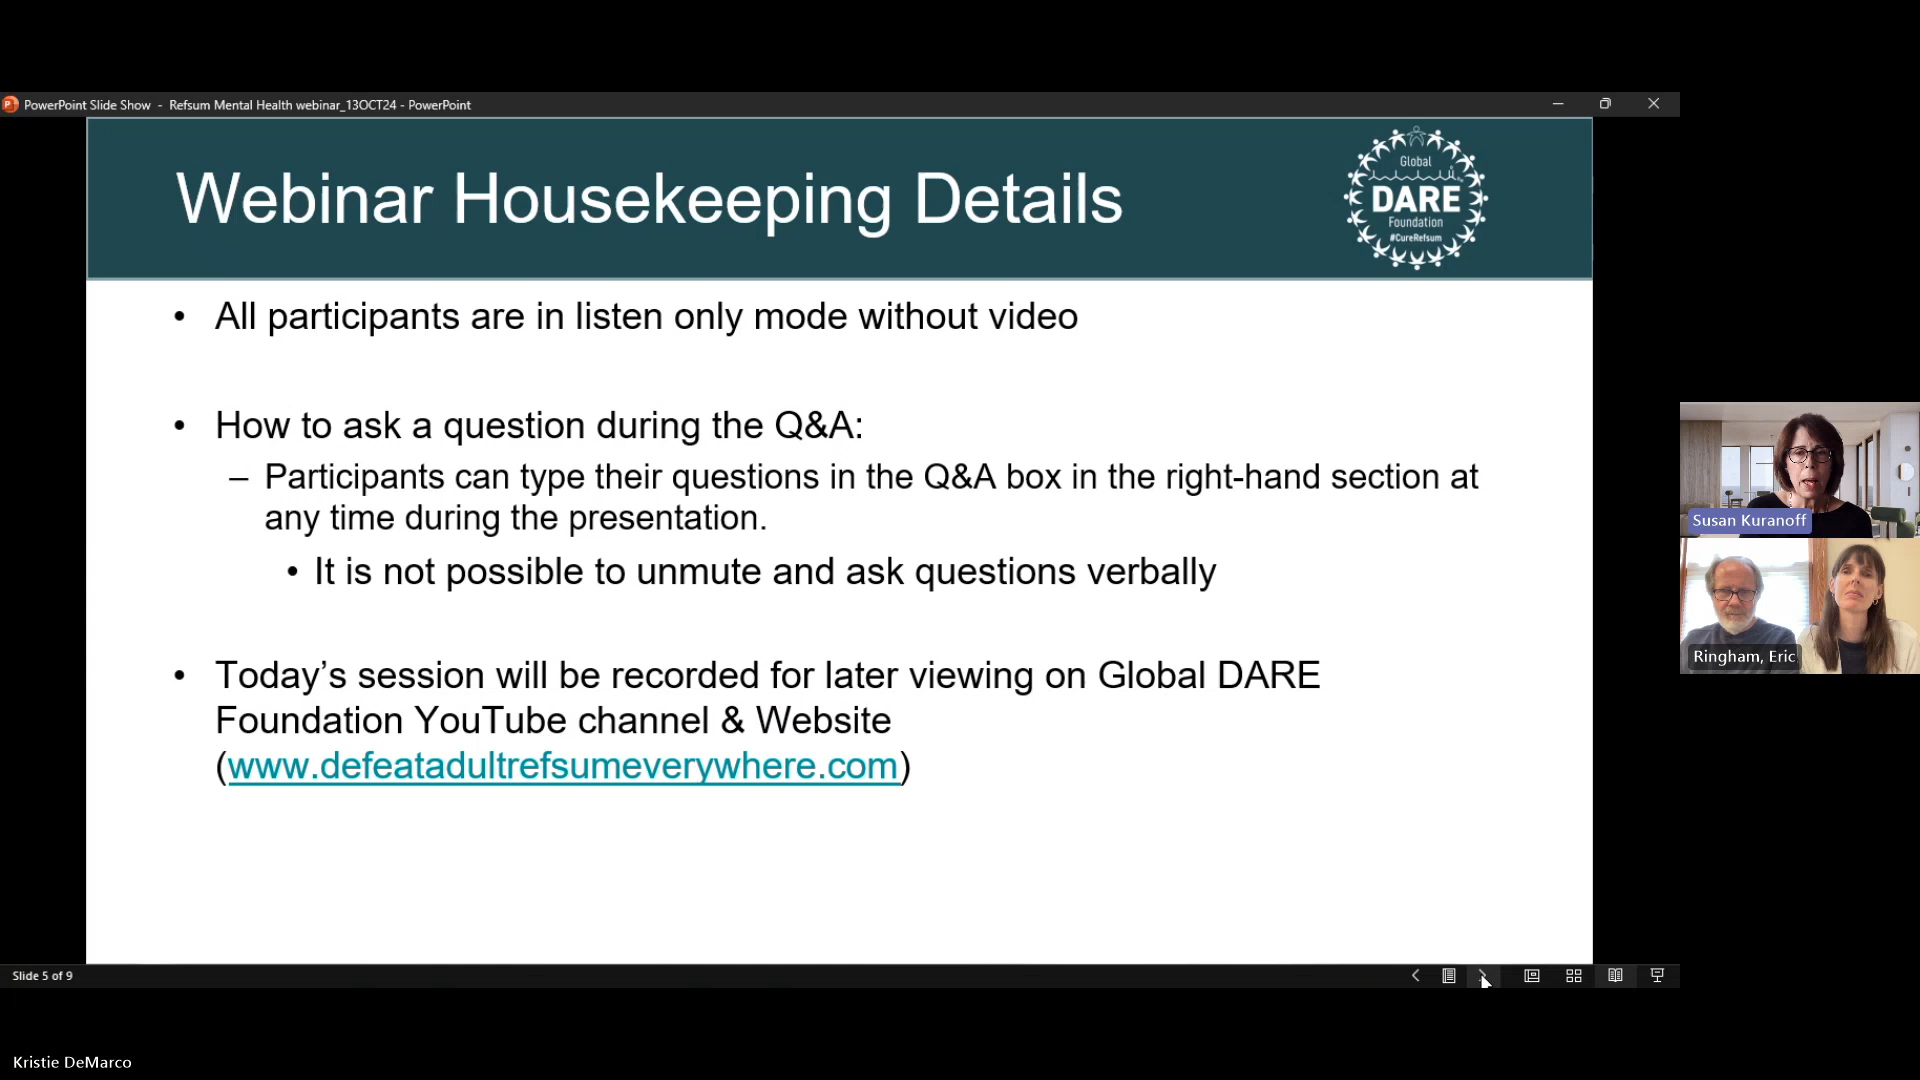 PowerPoint Slide Show - Refsum Mental Health webinar_13OCT24 - PowerPoint
Webinar Housekeeping Details
Global
DARE
Foundation
#CureRefsum
• All participants are in listen only mode without video
• How to ask a question during the Q&A:
– Participants can type their questions in the Q&A box in the right-hand section at
any time during the presentation.
• It is not possible to unmute and ask questions verbally
• Today’s session will be recorded for later viewing on Global DARE
Foundation YouTube channel & Website
(www.defeatadultrefsumeverywhere.com)
Susan Kuranoff
Ringham, Eric
Slide 5 of 9
Kristie DeMarco